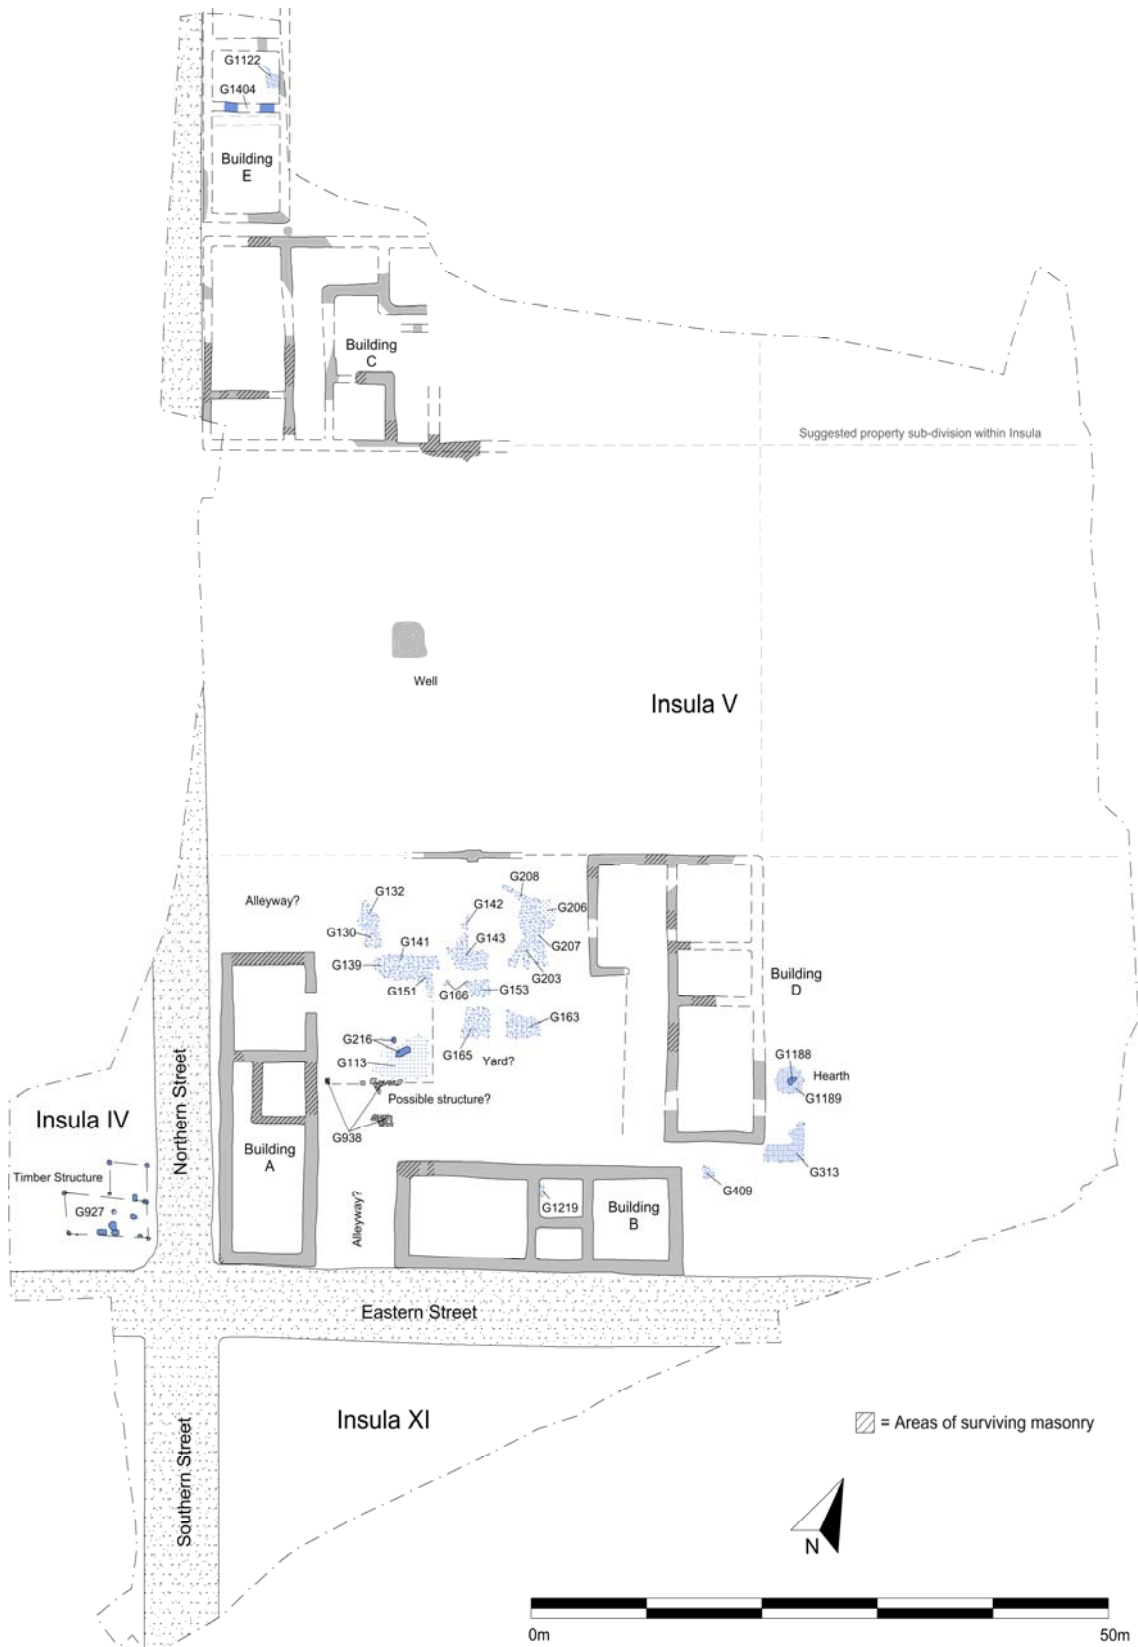 G1122
G1404
Building
E
Building
C
Suggested property sub-division within Insula
Well
Insula V
Alleyway?
G132
G130
G208
G206
G142
G141
G143
G207
G139
G151
G166
G153
G203
Building
D
G163
G216
G113
G165
Yard?
G1188
Hearth
G1189
Possible structure?
G938
Insula IV
Northern Street
Building
A
Timber Structure
G927
Alleyway?
G1219
Building
B
G409
G313
Eastern Street
Insula XI
= Areas of surviving masonry
Southern Street
N
0m
50m